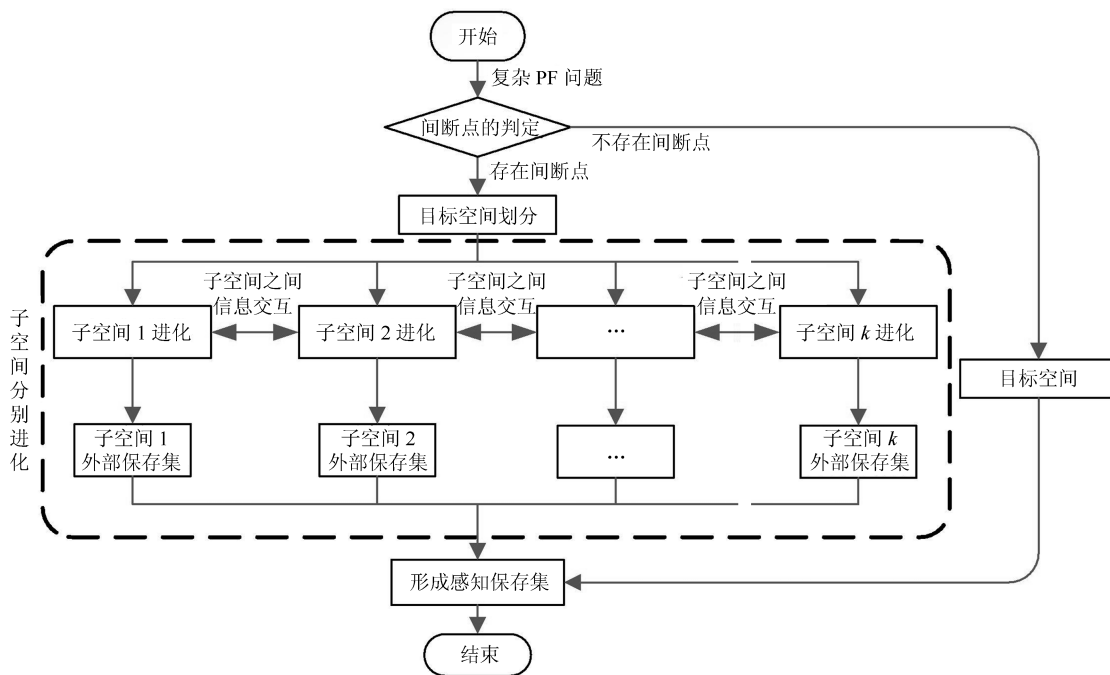 开始
复杂 PF 问题
间断点的判定
不存在间断点
存在间断点
目标空间划分
子空间之间
信息交互
子空间之间
信息交互
子空间之间
信息交互
子空间 1 进化
子空间 2 进化
···
子空间 k 进化
子空间分别进化
目标空间
子空间 1
外部保存集
子空间 2
外部保存集
···
子空间 k
外部保存集
形成感知保存集
结束